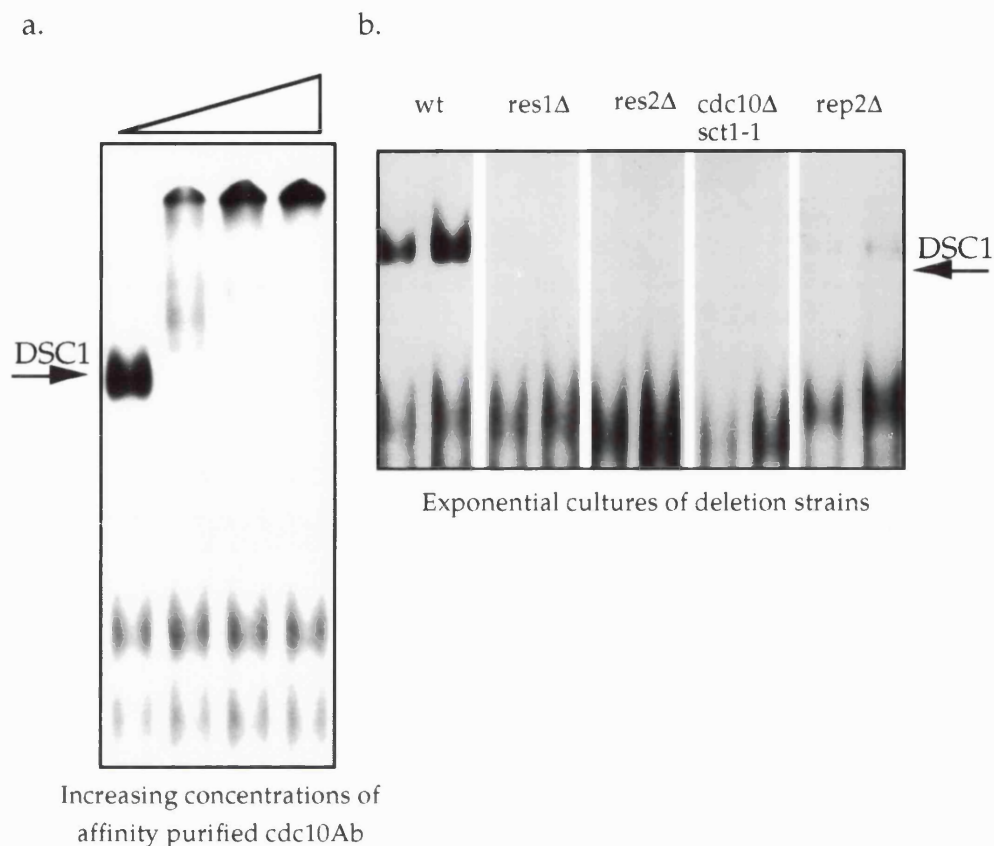 a.
b.
wt res1Δ res2Δ cdc10Δ rep2Δ
sct1-1
DSC1
DSC1
Exponential cultures of deletion strains
Increasing concentrations of
affinity purified cdc10Ab